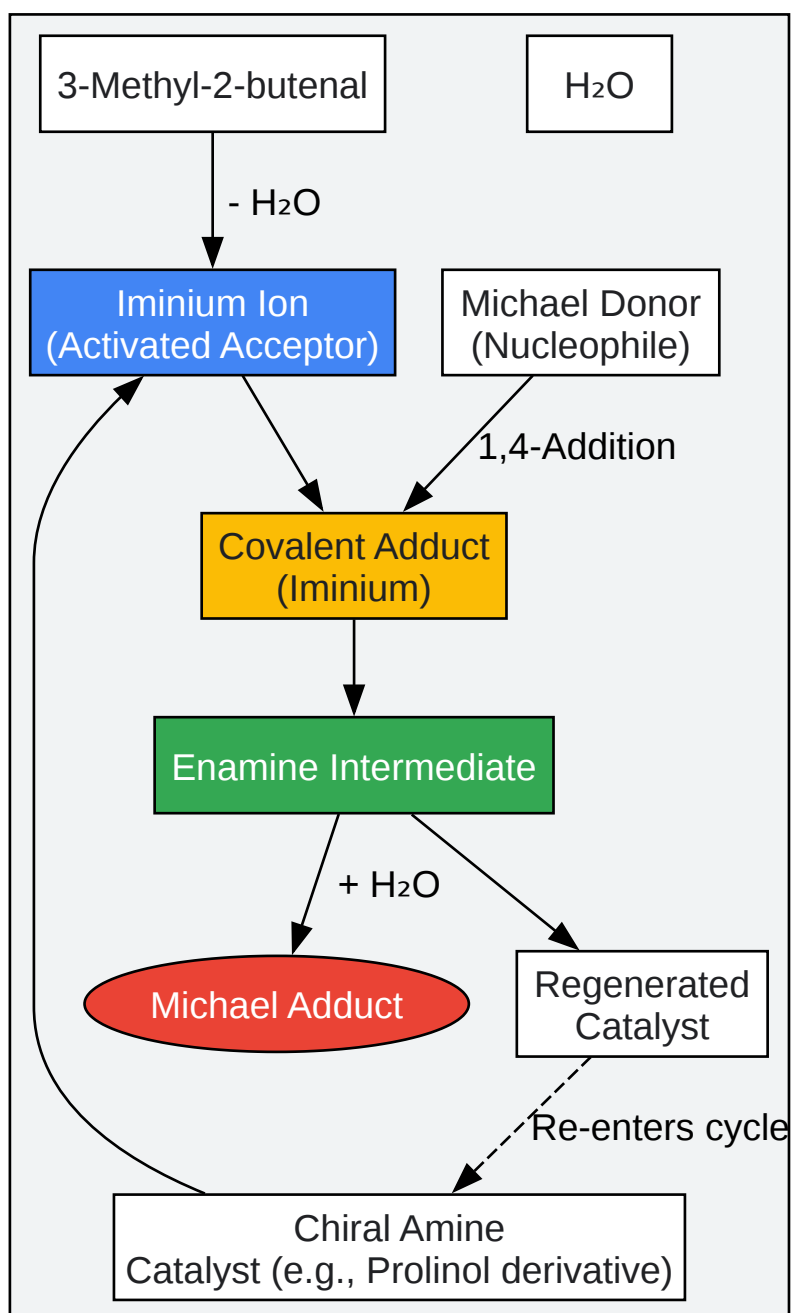 3-Methyl-2-butenal
H₂O
- H₂O
Iminium Ion
(Activated Acceptor)
Michael Donor
(Nucleophile)
1,4-Addition
Covalent Adduct
(Iminium)
Enamine Intermediate
+ H₂O
Michael Adduct
Regenerated
Catalyst
Re-enters cycle
Chiral Amine
Catalyst (e.g., Prolinol derivative)